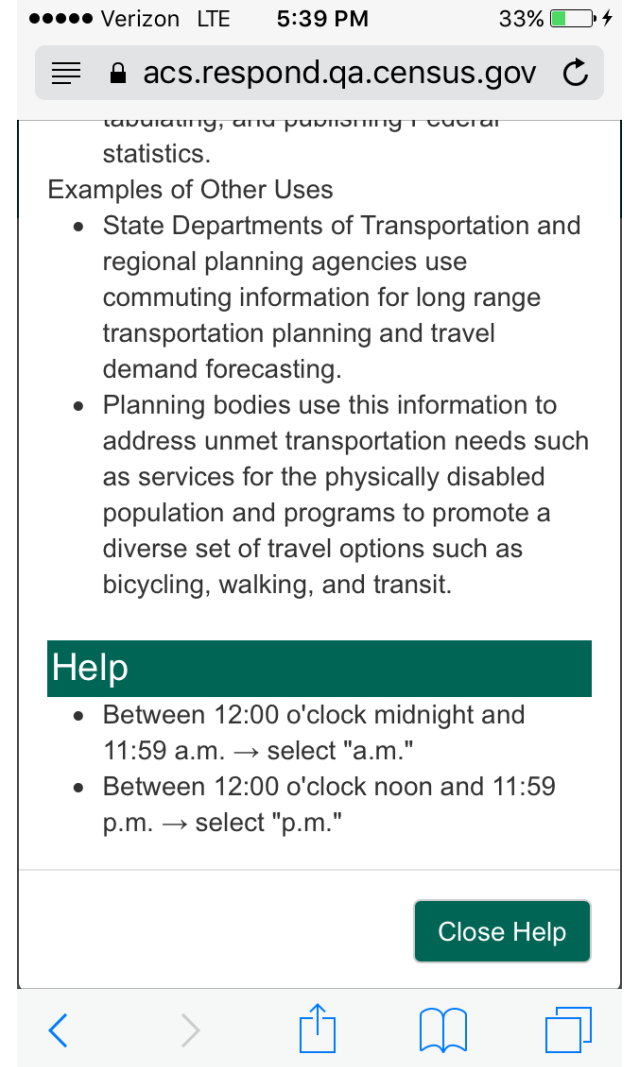 Verizon LTE 5:39 PM 33%
acs.respond.qa.census.gov
tabulating, and publishing Federal
statistics.
Examples of Other Uses
• State Departments of Transportation and
regional planning agencies use
commuting information for long range
transportation planning and travel
demand forecasting.
• Planning bodies use this information to
address unmet transportation needs such
as services for the physically disabled
population and programs to promote a
diverse set of travel options such as
bicycling, walking, and transit.
Help
• Between 12:00 o'clock midnight and
11:59 a.m. → select "a.m."
• Between 12:00 o'clock noon and 11:59
p.m. → select "p.m."
Close Help